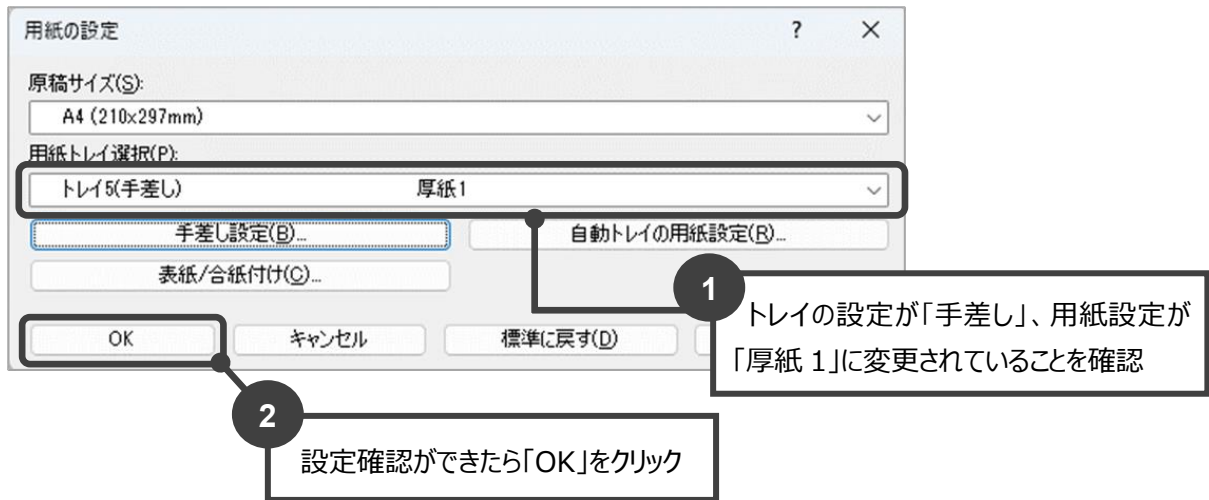 用紙の設定
?
×
原稿サイズ(S):
A4 (210x297mm)
用紙トレイ選択(P):
トレイ5(手差し) 厚紙1
手差し設定(B)... 自動トレイの用紙設定(R)...
表紙/合紙付け(C)...
OK キャンセル 標準に戻す(D)
1
トレイの設定が「手差し」、用紙設定が
「厚紙 1」に変更されていることを確認
2
設定確認ができたら「OK」をクリック